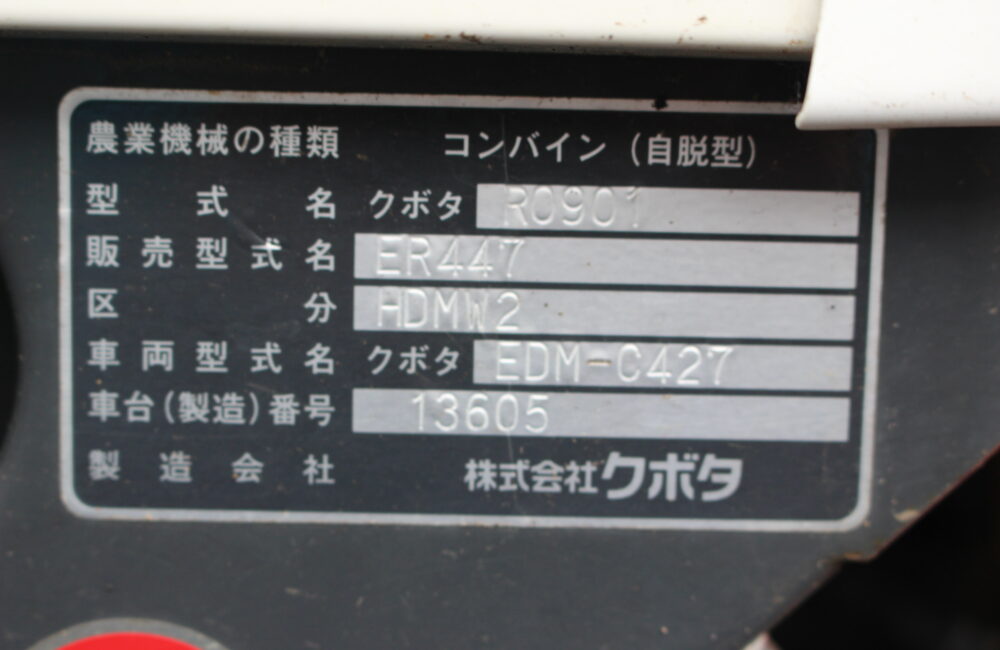 農業機械の種類 コンバイン（自脱型）
型式名 クボタ R0901
販売型式名 ER447
区分 HDMW2
車両型式名 クボタ EDM-C427
車台（製造）番号 13605
製造会社 株式会社クボタ